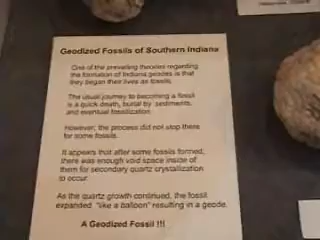 Geodized Fossils of Southern Indiana
One of the prevailing theories regarding
the formation of Indiana geodes is that
they began their lives as fossils.
The usual journey to becoming a fossil
is a quick death, burial by sediments,
and eventual fossilization.
However, the process did not stop there
for some fossils.
It appears that after some fossils formed,
there was enough void space inside of
them for secondary quartz crystallization
to occur.
As the quartz growth continued, the fossil
expanded "like a balloon" resulting in a geode.
A Geodized Fossil !!!